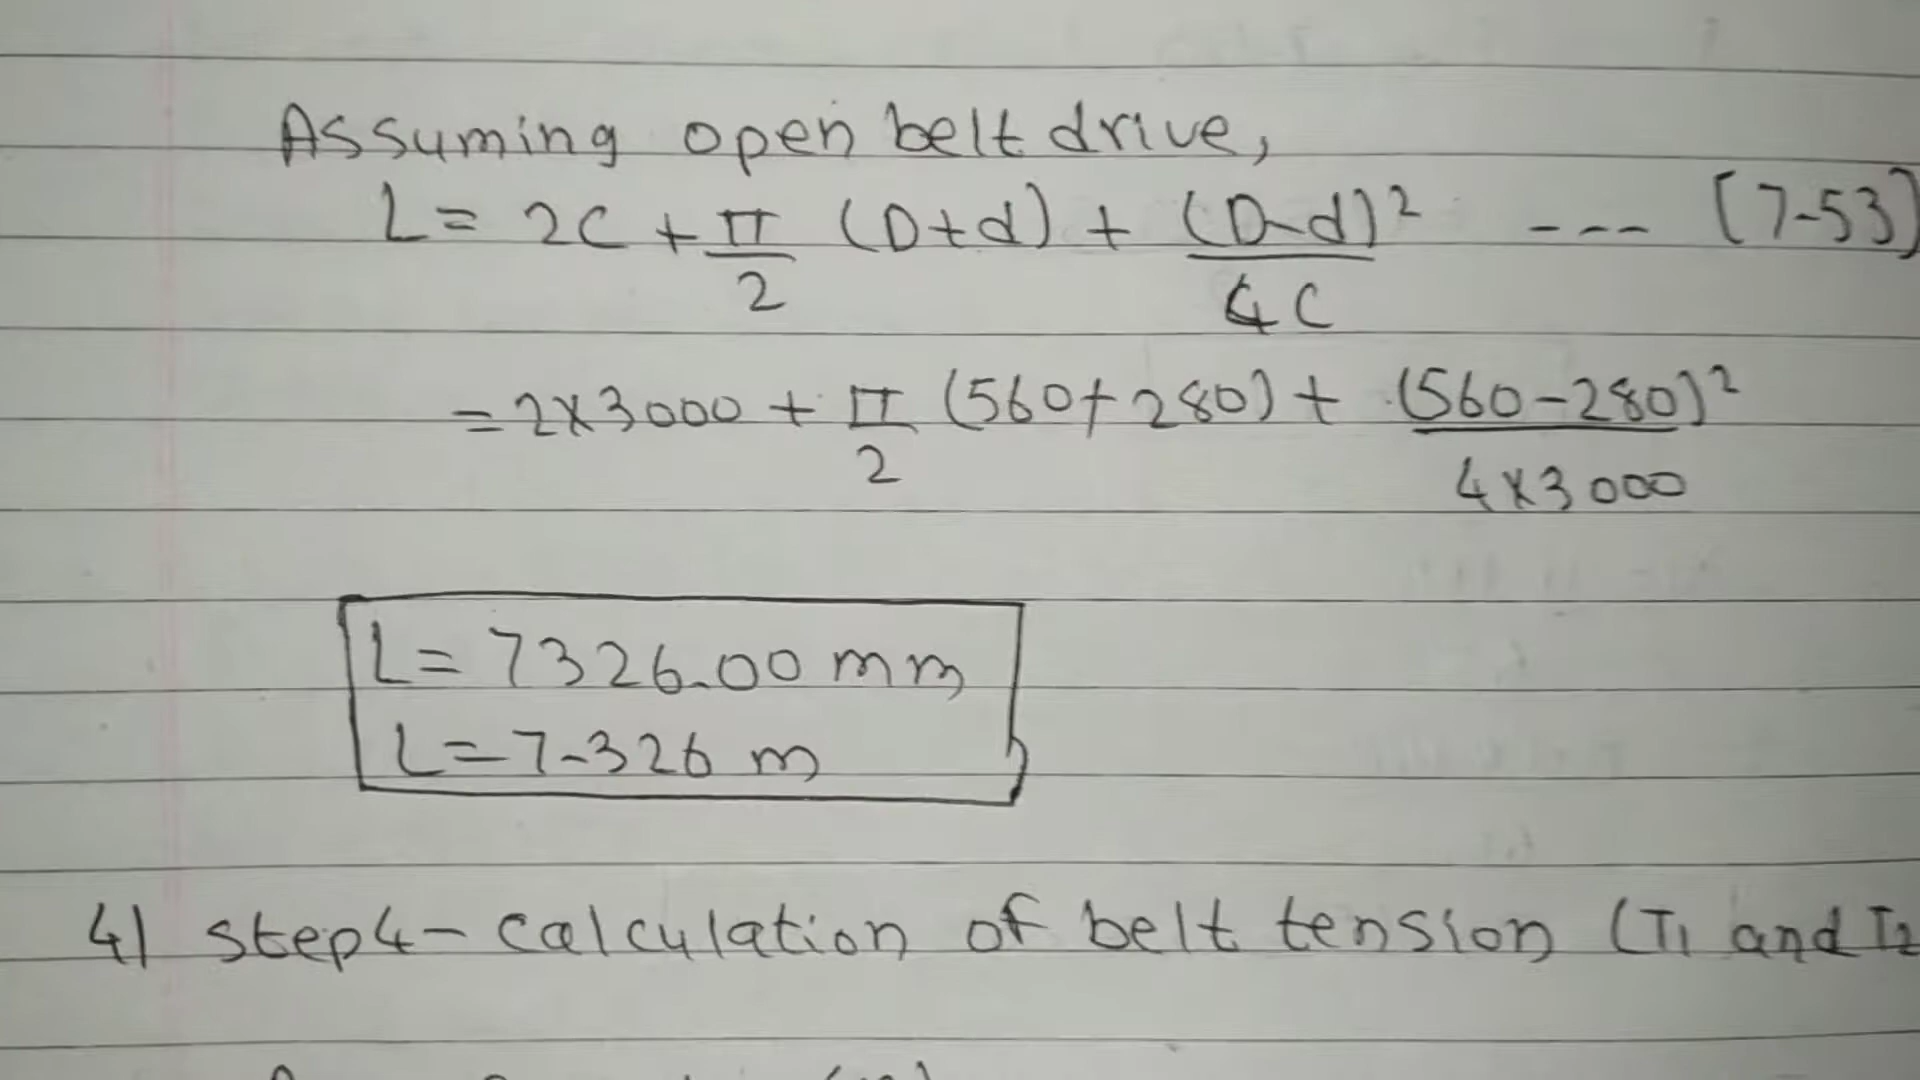 Assuming open belt drive,
L = 2C + π/2 (D+d) + (D-d)²/4C --- [7-53]
= 2×3000 + π/2 (560+280) + (560-280)²/4×3000
L = 7326.00 mm
L = 7.326 m
4) step4 - calculation of belt tension (T₁ and T₂